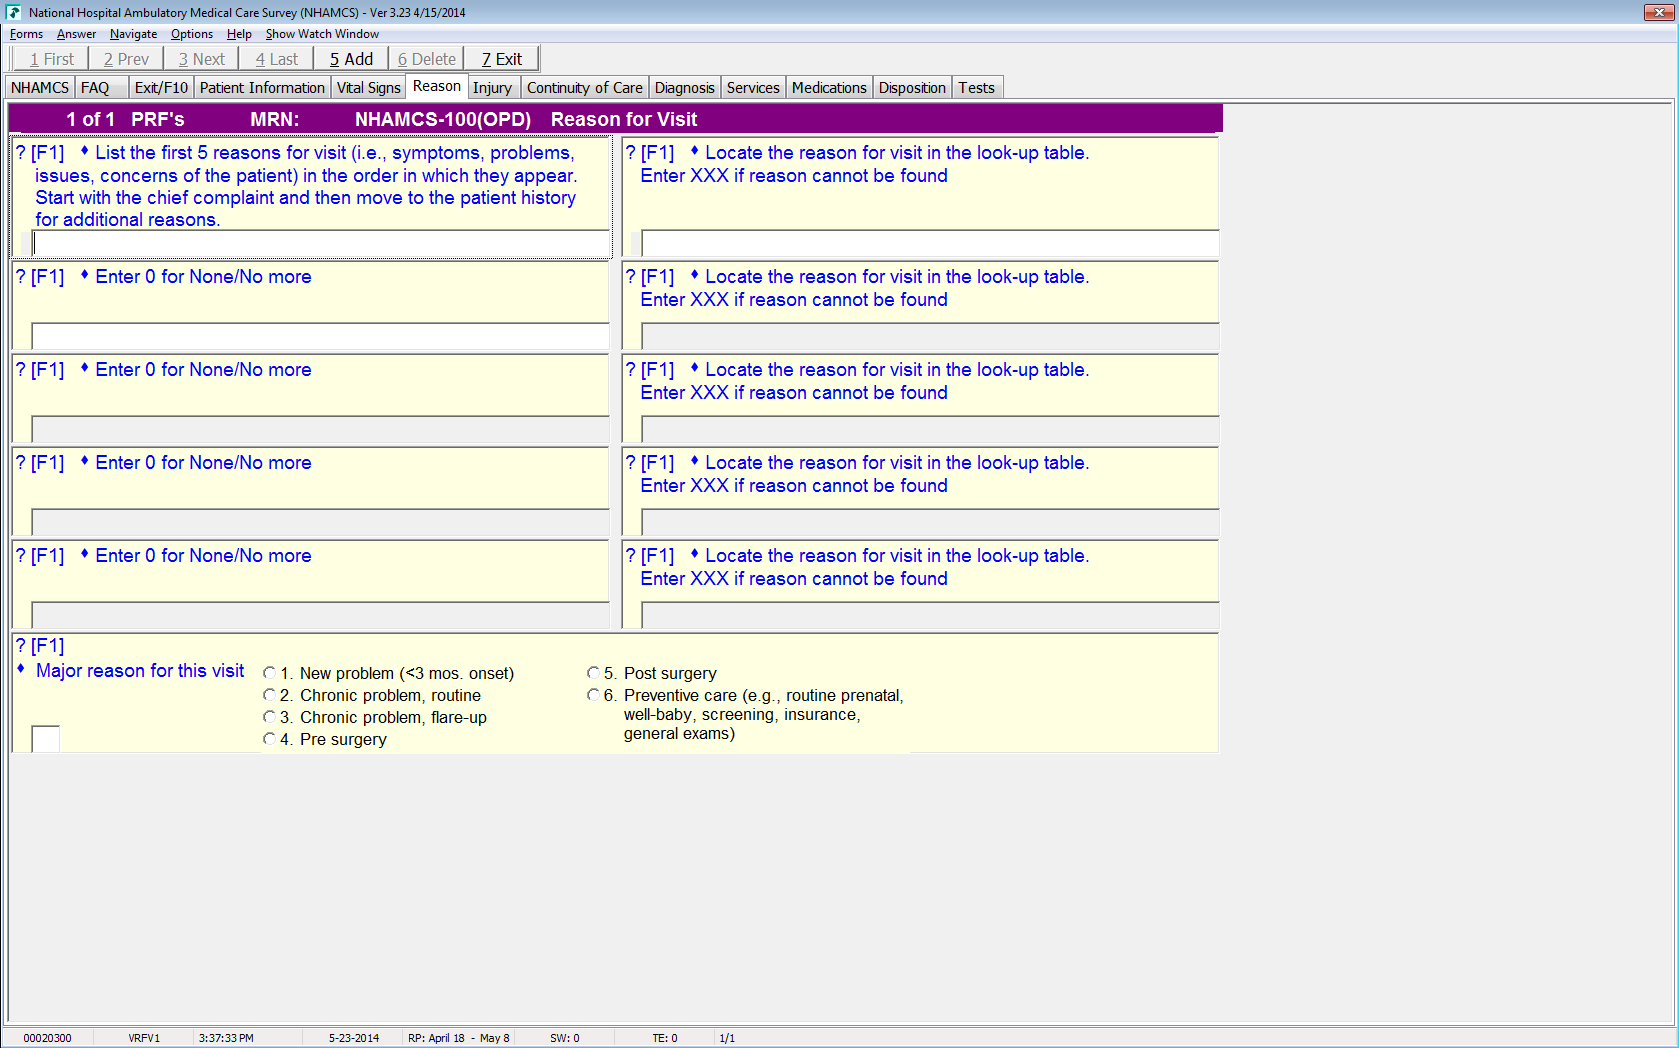 National Hospital Ambulatory Medical Care Survey (NHAMCS) - Ver 3.23 4/15/2014
Forms Answer Navigate Options Help Show Watch Window
1 First 2 Prev 3 Next 4 Last 5 Add 6 Delete 7 Exit
NHAMCS FAQ Exit/F10 Patient Information Vital Signs Reason Injury Continuity of Care Diagnosis Services Medications Disposition Tests
1 of 1 PRF's MRN: NHAMCS-100(OPD) Reason for Visit
? [F1] ♦ List the first 5 reasons for visit (i.e., symptoms, problems,
issues, concerns of the patient) in the order in which they appear.
Start with the chief complaint and then move to the patient history
for additional reasons.
? [F1] ♦ Locate the reason for visit in the look-up table.
Enter XXX if reason cannot be found
? [F1] ♦ Enter 0 for None/No more
? [F1] ♦ Locate the reason for visit in the look-up table.
Enter XXX if reason cannot be found
? [F1] ♦ Enter 0 for None/No more
? [F1] ♦ Locate the reason for visit in the look-up table.
Enter XXX if reason cannot be found
? [F1] ♦ Enter 0 for None/No more
? [F1] ♦ Locate the reason for visit in the look-up table.
Enter XXX if reason cannot be found
? [F1] ♦ Enter 0 for None/No more
? [F1] ♦ Locate the reason for visit in the look-up table.
Enter XXX if reason cannot be found
? [F1]
♦ Major reason for this visit
1. New problem (<3 mos. onset)
2. Chronic problem, routine
3. Chronic problem, flare-up
4. Pre surgery
5. Post surgery
6. Preventive care (e.g., routine prenatal,
well-baby, screening, insurance,
general exams)
00020300 VRFV1 3:37:33 PM 5-23-2014 RP: April 18 - May 8 SW: 0 TE: 0 1/1